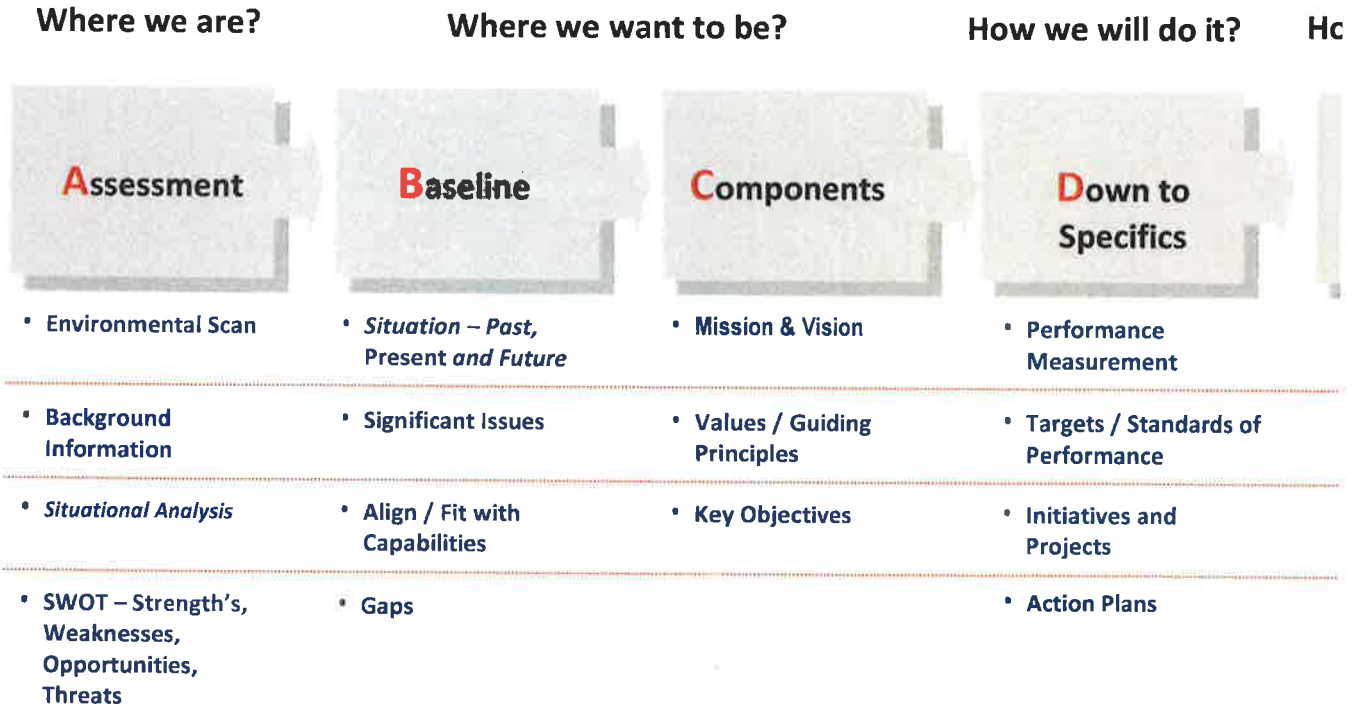 Where we are?
Where we want to be?
How we will do it?
Assessment
Baseline
Components
Down to
Specifics
• Environmental Scan
• Situation – Past,
Present and Future
• Mission & Vision
• Performance
Measurement
• Background
Information
• Significant Issues
• Values / Guiding
Principles
• Targets / Standards of
Performance
• Situational Analysis
• Align / Fit with
Capabilities
• Key Objectives
• Initiatives and
Projects
• SWOT – Strength's,
Weaknesses,
Opportunities,
Threats
• Gaps
• Action Plans